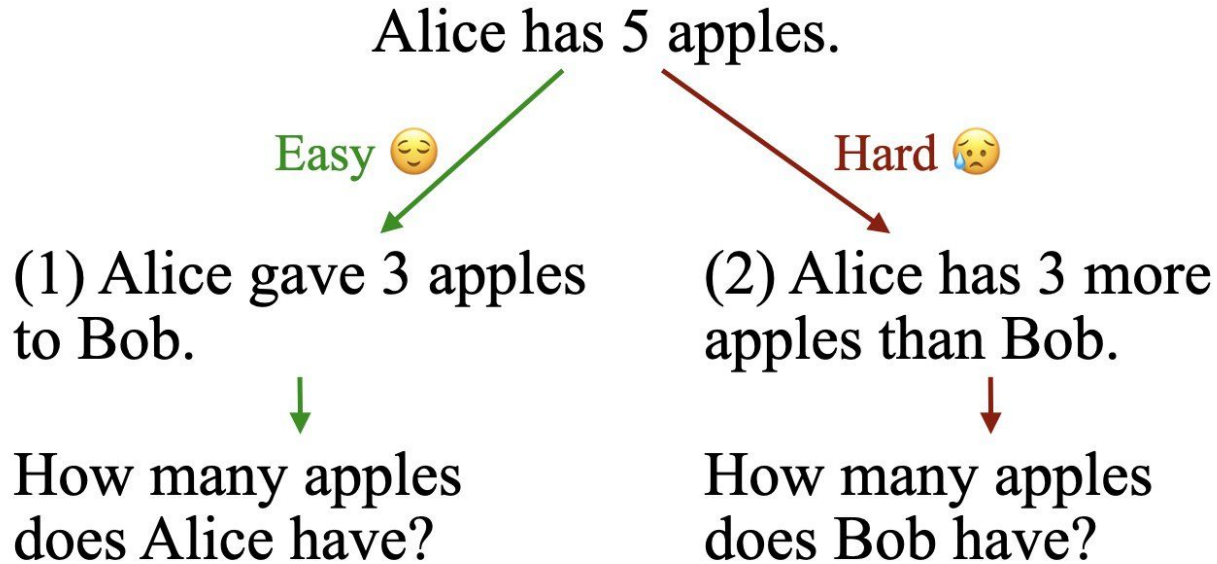 Alice has 5 apples.
Easy 😌
Hard 😥
(1) Alice gave 3 apples
to Bob.
(2) Alice has 3 more
apples than Bob.
How many apples
does Alice have?
How many apples
does Bob have?